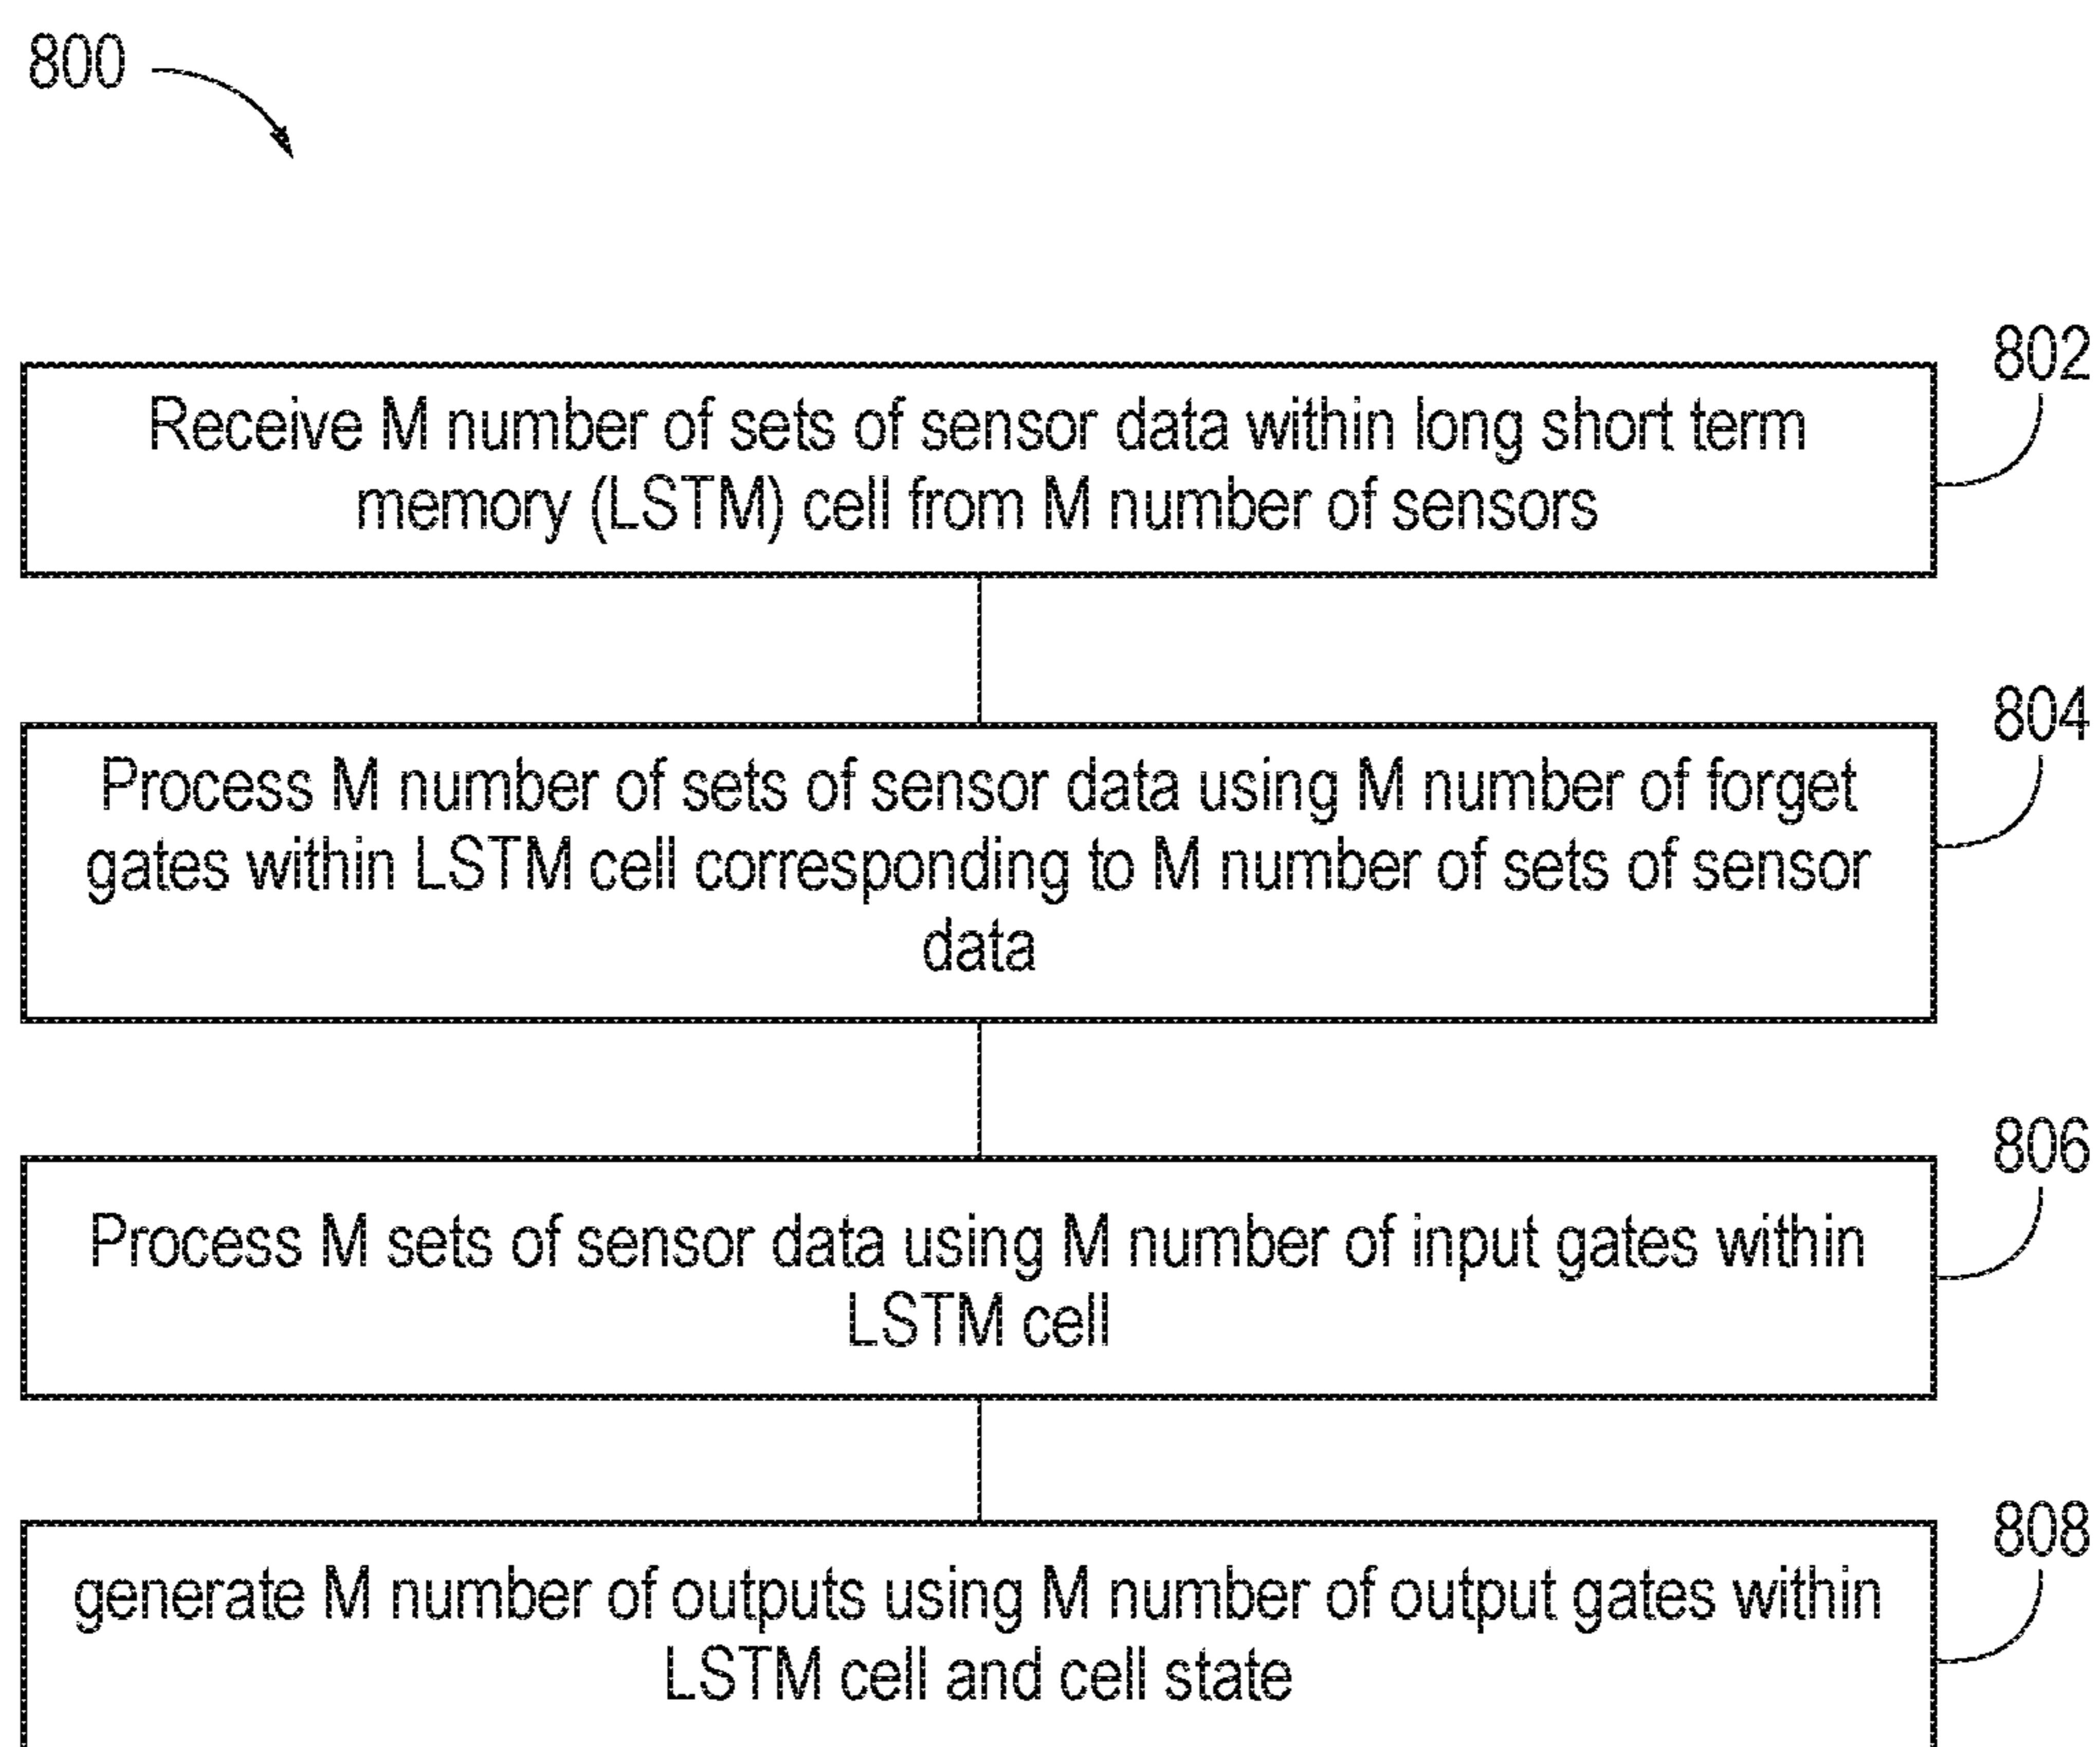 800
802
Receive M number of sets of sensor data within long short term
memory (LSTM) cell from M number of sensors
804
Process M number of sets of sensor data using M number of forget
gates within LSTM cell corresponding to M number of sets of sensor
data
806
Process M sets of sensor data using M number of input gates within
LSTM cell
808
generate M number of outputs using M number of output gates within
LSTM cell and cell state